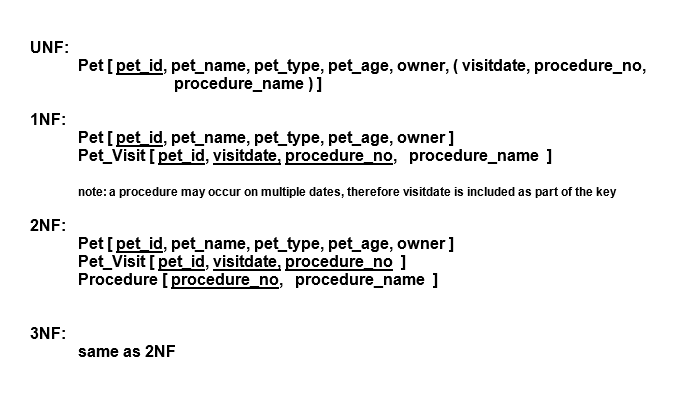 UNF:
Pet [ pet_id, pet_name, pet_type, pet_age, owner, ( visitdate, procedure_no,
procedure_name ) ]
1NF:
Pet [ pet_id, pet_name, pet_type, pet_age, owner ]
Pet_Visit [ pet_id, visitdate, procedure_no, procedure_name ]
note: a procedure may occur on multiple dates, therefore visitdate is included as part of the key
2NF:
Pet [ pet_id, pet_name, pet_type, pet_age, owner ]
Pet_Visit [ pet_id, visitdate, procedure_no ]
Procedure [ procedure_no, procedure_name ]
3NF:
same as 2NF